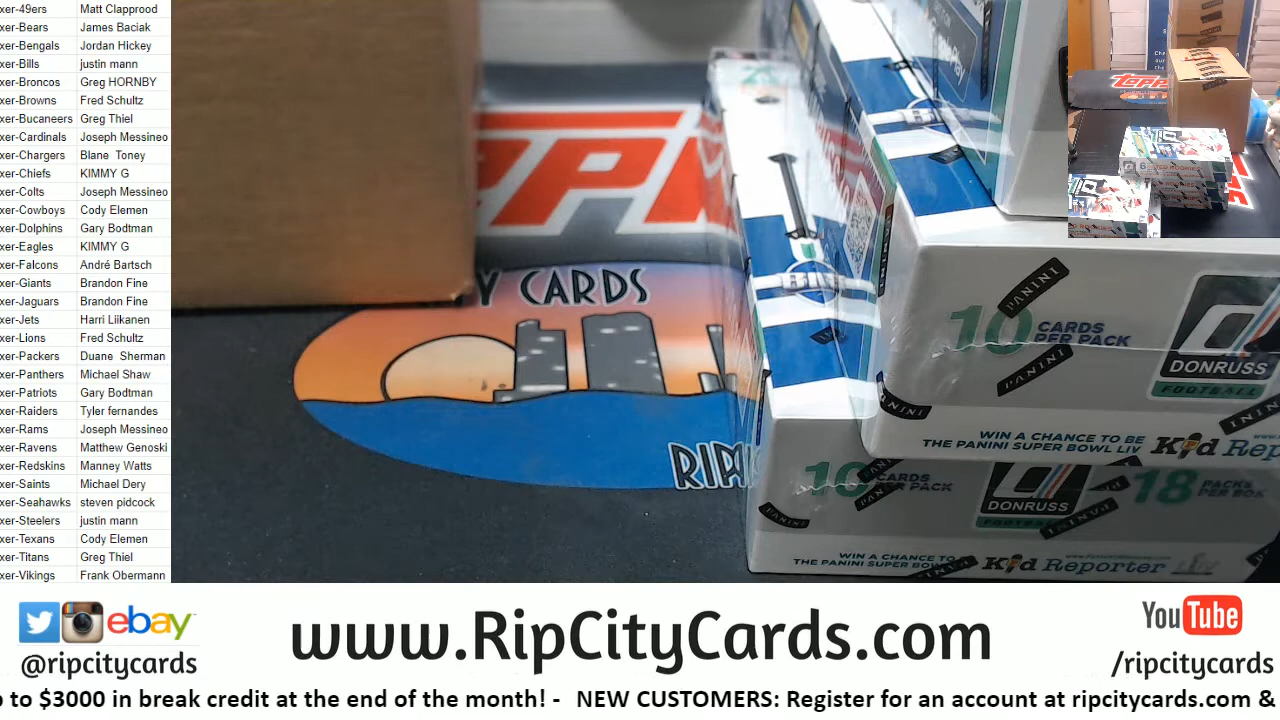 xer-49ers Matt Clapprood
xer-Bears James Baciak
xer-Bengals Jordan Hickey
xer-Bills justin mann
xer-Broncos Greg HORNBY
xer-Browns Fred Schultz
xer-Bucaneers Greg Thiel
xer-Cardinals Joseph Messineo
xer-Chargers Blane Toney
xer-Chiefs KIMMY G
xer-Colts Joseph Messineo
xer-Cowboys Cody Elemen
xer-Dolphins Gary Bodtman
xer-Eagles KIMMY G
xer-Falcons André Bartsch
xer-Giants Brandon Fine
xer-Jaguars Brandon Fine
xer-Jets Harri Liikanen
xer-Lions Fred Schultz
xer-Packers Duane Sherman
xer-Panthers Michael Shaw
xer-Patriots Gary Bodtman
xer-Raiders Tyler fernandes
xer-Rams Joseph Messineo
xer-Ravens Matthew Genoski
xer-Redskins Manney Watts
xer-Saints Michael Dery
xer-Seahawks steven pidcock
xer-Steelers justin mann
xer-Texans Cody Elemen
xer-Titans Greg Thiel
xer-Vikings Frank Obermann
Y CARDS
RIP
PANINI
10 CARDS PER PACK
PANINI
DONRUSS
FOOTBALL
WIN A CHANCE TO BE
THE PANINI SUPER BOWL LIV
Kid Rep
10 CARDS
PER PACK
DONRUSS
18 PACKS
PER BOX
PANINI
WIN A CHANCE TO
THE PANINI SUPER BOW
Kid Reporter
TOPP
ebay
@ripcitycards
www.RipCityCards.com
YouTube
/ripcitycards
to $3000 in break credit at the end of the month! - NEW CUSTOMERS: Register for an account at ripcitycards.com &